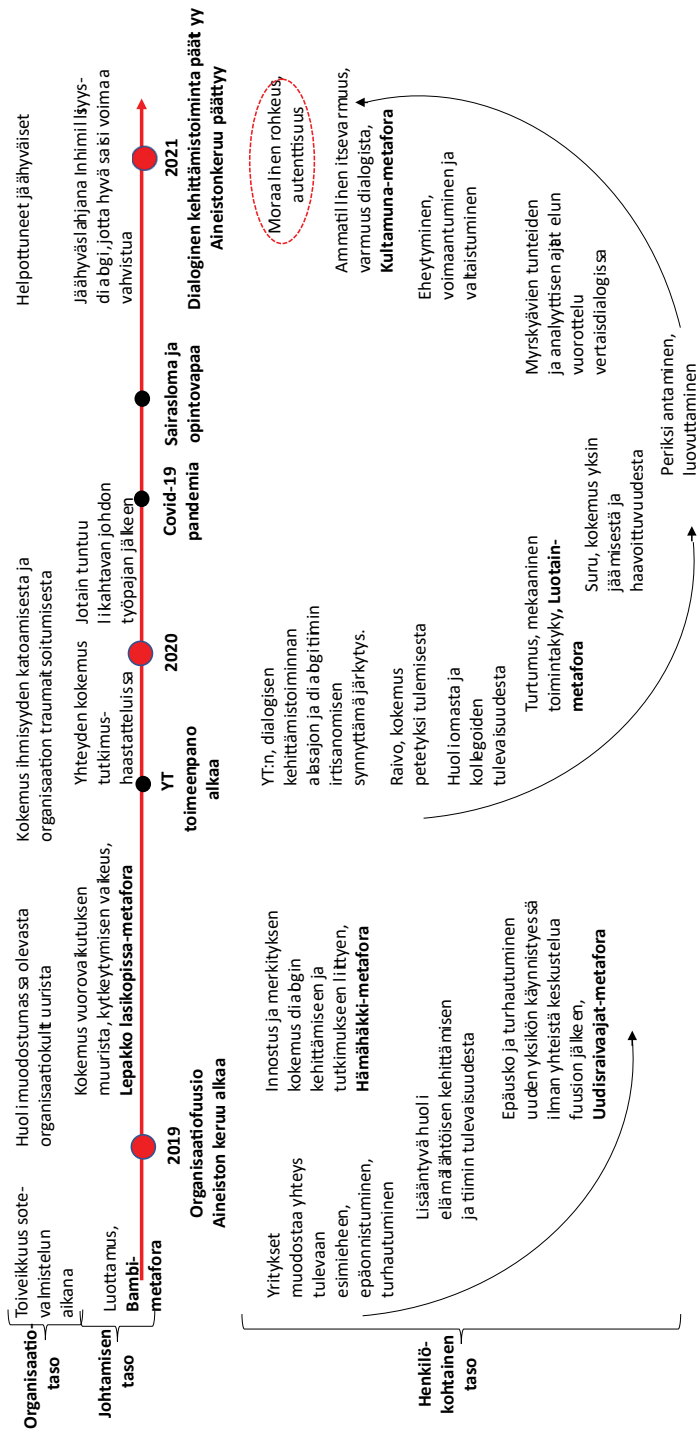 Organisaatio-
taso
Toiveikkuus sote-
valmistelun
aikana
Huoli muodostumassa olevasta
organisaatiokulttuurista
Kokemus ihmisyyden katoamisesta ja
organisaation traumatisoitumisesta
Helpottuneet jäähyväiset
Johtamisen
taso
Luottamus,
Bambi-
metafora
Kokemus vuorovaikutuksen
muurista, kytkeytymisen vaikeus,
Lepakko lasikopissa-metafora
Yhteyden kokemus
tutkimus-
haastatteluissa
Jotain tuntuu
liikahtavan johdon
työpajan jälkeen
Jäähyväslahjana Inhimillisyys-
dialogi, jotta hyvä saisi voimaa
vahvistua
2019
Organisaatiofuusio
Aineiston keruu alkaa
YT
toimeenpano
alkaa
2020
Covid-19
pandemia
Sairasloma ja
opintovapaa
2021
Dialoginen kehittämistoiminta päättyy
Aineistonkeruu päättyy
Henkilö-
kohtainen
taso
Yritykset
muodostaa yhteys
tulevaan
esimieheen,
epäonnistuminen,
turhautuminen
Innostus ja merkityksen
kokemus dialogin
kehittämiseen ja
tutkimukseen liittyen,
Hämähäkki-metafora
Lisääntyvä huoli
elämälähtöisen kehittämisen
ja tiimin tulevaisuudesta
Epäusko ja turhautuminen
uuden yksikön käynnistyessä
ilman yhteistä keskustelua
fuusion jälkeen,
Uudisraivaajat-metafora
YT:n, dialogisen
kehittämistoiminnan
alasajon ja dialogitiimin
irtisanomisen
synnyttämä järkytys.
Raivo, kokemus
petetyksi tulemisesta
Huoli omasta ja
kollegoiden
tulevaisuudesta
Turtumus, mekaaninen
toimintakyky, Luotain-
metafora
Suru, kokemus yksin
jäämisestä ja
haavoittuvuudesta
Periksi antaminen,
luovuttaminen
Myrskyävien tunteiden
ja analyyttisen ajattelun
vuorottelu
vertaisdialogissa
Eheytyminen,
voimaantuminen ja
valtaistuminen
Ammatillinen itsevarmuus,
varmuus dialogista,
Kultamuna-metafora
Moraalinen rohkeus,
autenttisuus